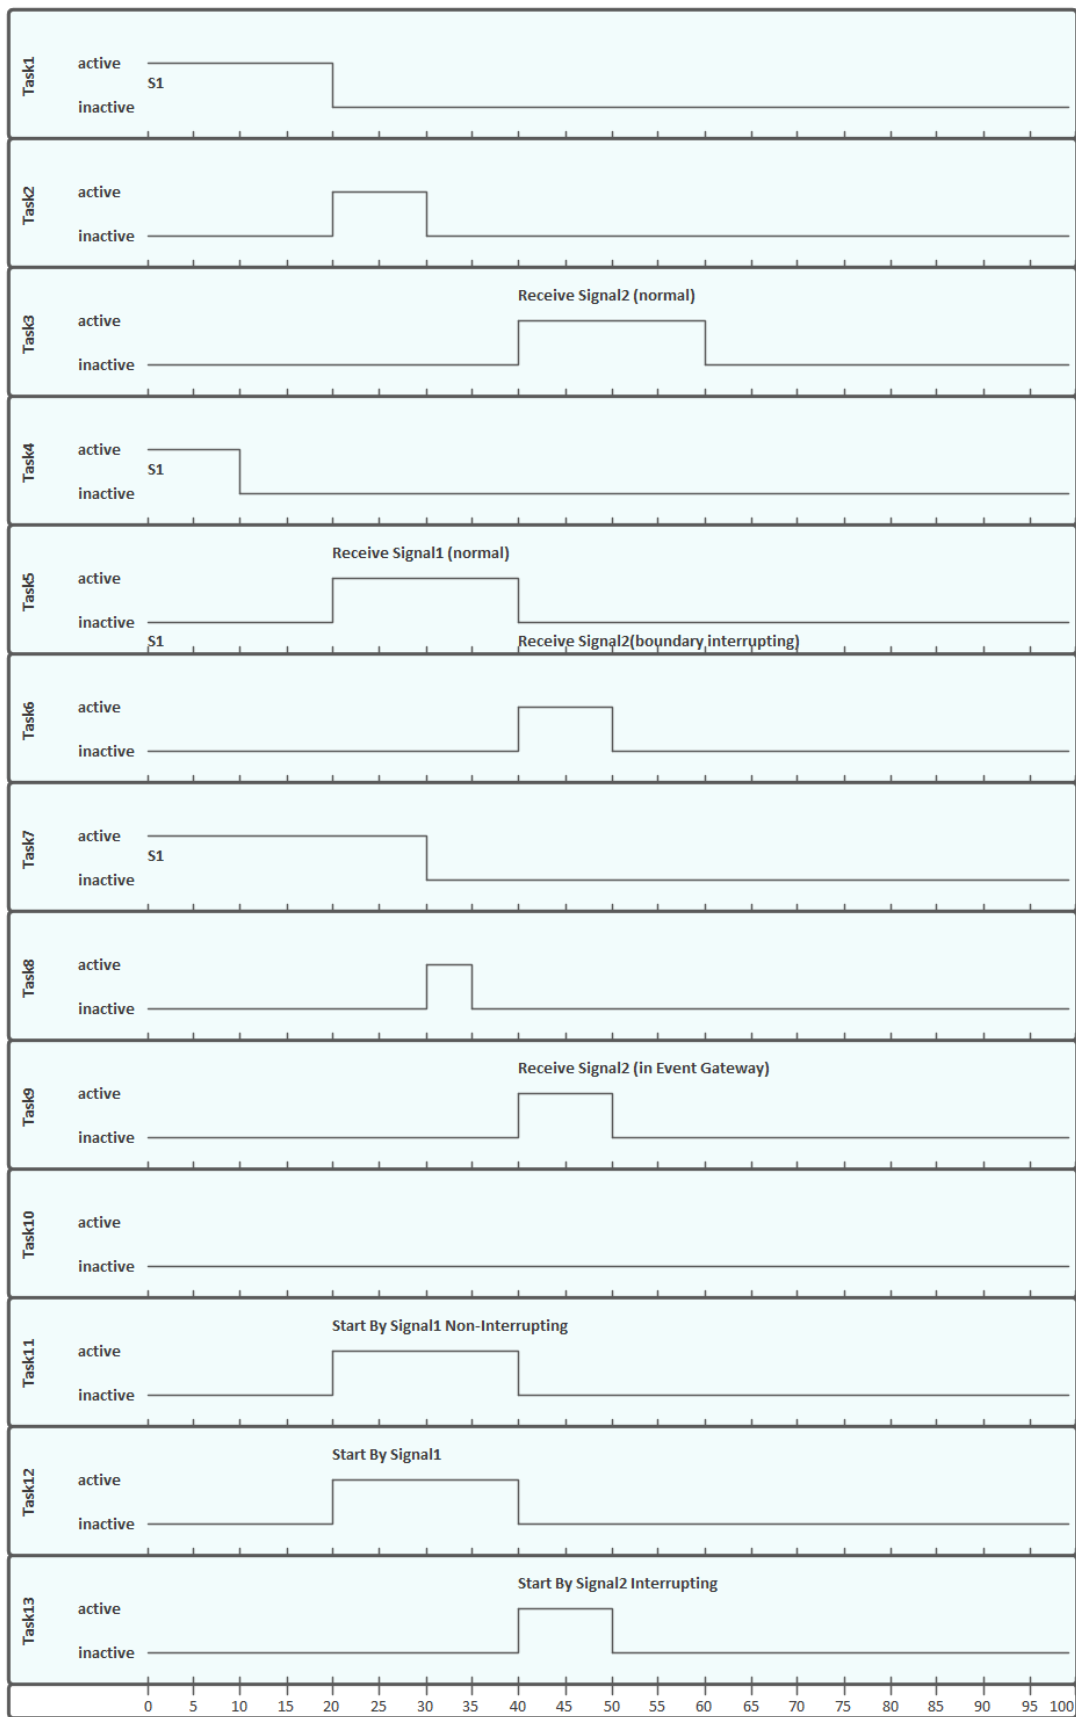 Task1
active
S1
inactive
Task2
active
inactive
Receive Signal2 (normal)
Task3
active
inactive
Task4
active
S1
inactive
Receive Signal1 (normal)
Task5
active
inactive
S1 Receive Signal2(boundary interrupting)
Task6
active
inactive
Task7
active
S1
inactive
Task8
active
inactive
Receive Signal2 (in Event Gateway)
Task9
active
inactive
Task10
active
inactive
Start By Signal1 Non-Interrupting
Task11
active
inactive
Start By Signal1
Task12
active
inactive
Start By Signal2 Interrupting
Task13
active
inactive
0 5 10 15 20 25 30 35 40 45 50 55 60 65 70 75 80 85 90 95 100